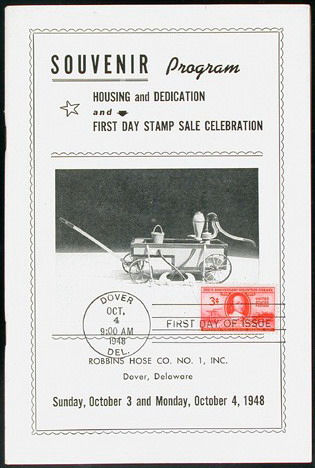 SOUVENIR Program
HOUSING and DEDICATION
and
FIRST DAY STAMP SALE CELEBRATION
3¢
DOVER
OCT.
4
9:00 AM
1948
DEL.
FIRST DAY OF ISSUE
ROBBINS HOSE CO. NO. 1, INC.
Dover, Delaware
Sunday, October 3 and Monday, October 4, 1948